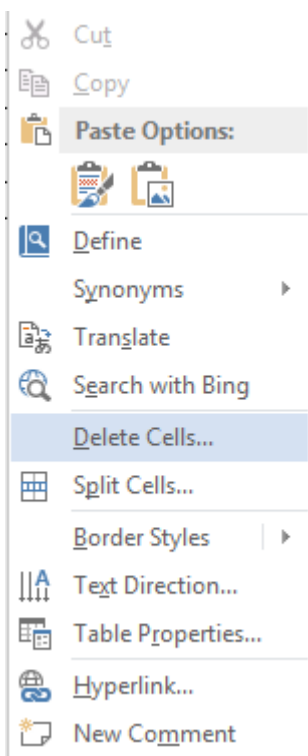 Cut
Copy
Paste Options:
Define
Synonyms
Translate
Search with Bing
Delete Cells...
Split Cells...
Border Styles
Text Direction...
Table Properties...
Hyperlink...
New Comment